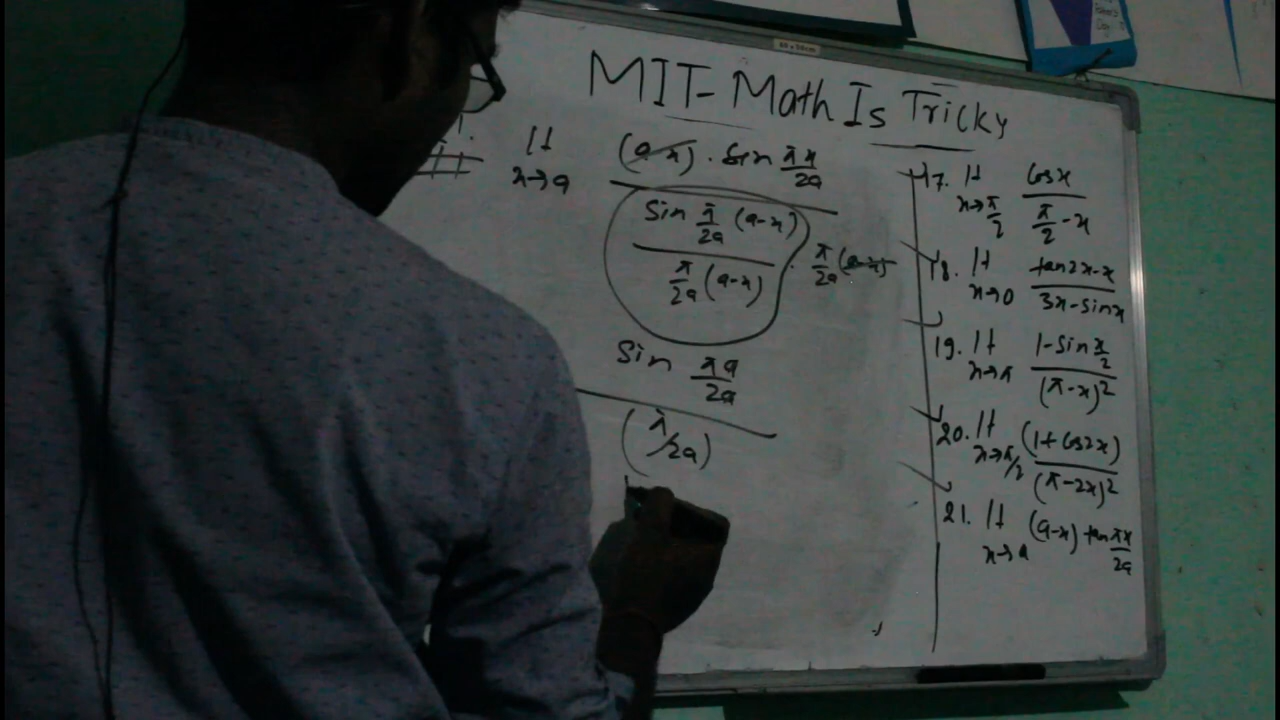 MIT- Math Is Tricky
lt x→a (a-x) . Sin πx/2a
Sin π/2a (a-x)
π/2a (a-x) . π/2a (a-x)
Sin πa/2a
(π/2a)
17. lt x→π/2 cosx / π/2 - x
18. lt x→0 tan2x-x / 3x-sinx
19. lt x→π 1-Sin x/2 / (π-x)²
20. lt x→π/2 (1+Cos2x) / (π-2x)²
21. lt x→a (a-x) tan πx/2a